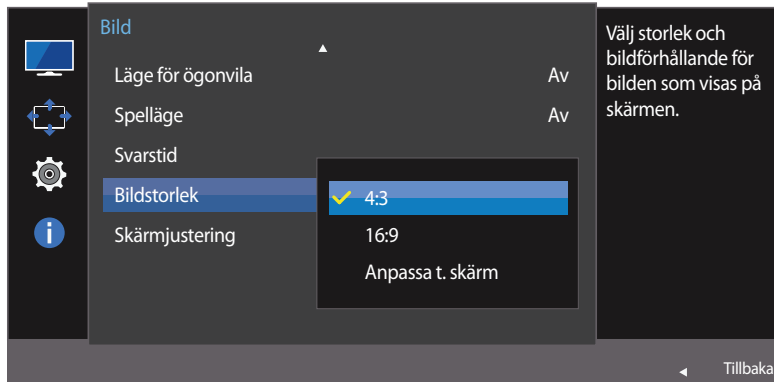 Bild
Läge för ögonvila Av
Spelläge Av
Svarstid
Bildstorlek
Skärmjustering
4:3
16:9
Anpassa t. skärm
Välj storlek och
bildförhållande för
bilden som visas på
skärmen.
Tillbaka